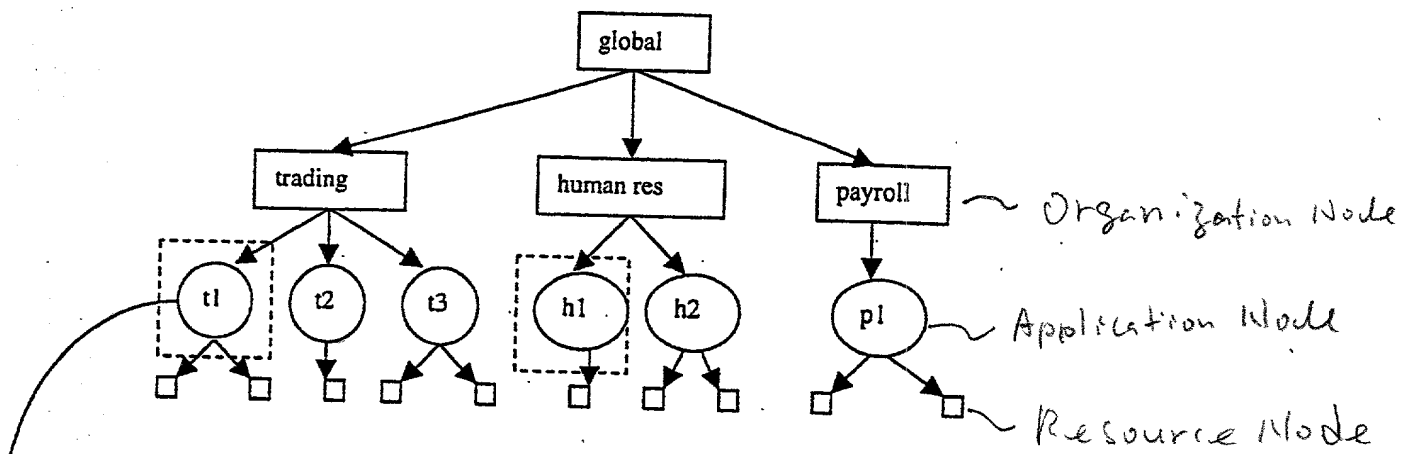 global
trading
human res
payroll
Organization Node
t1
t2
t3
h1
h2
p1
Application Node
Resource Node